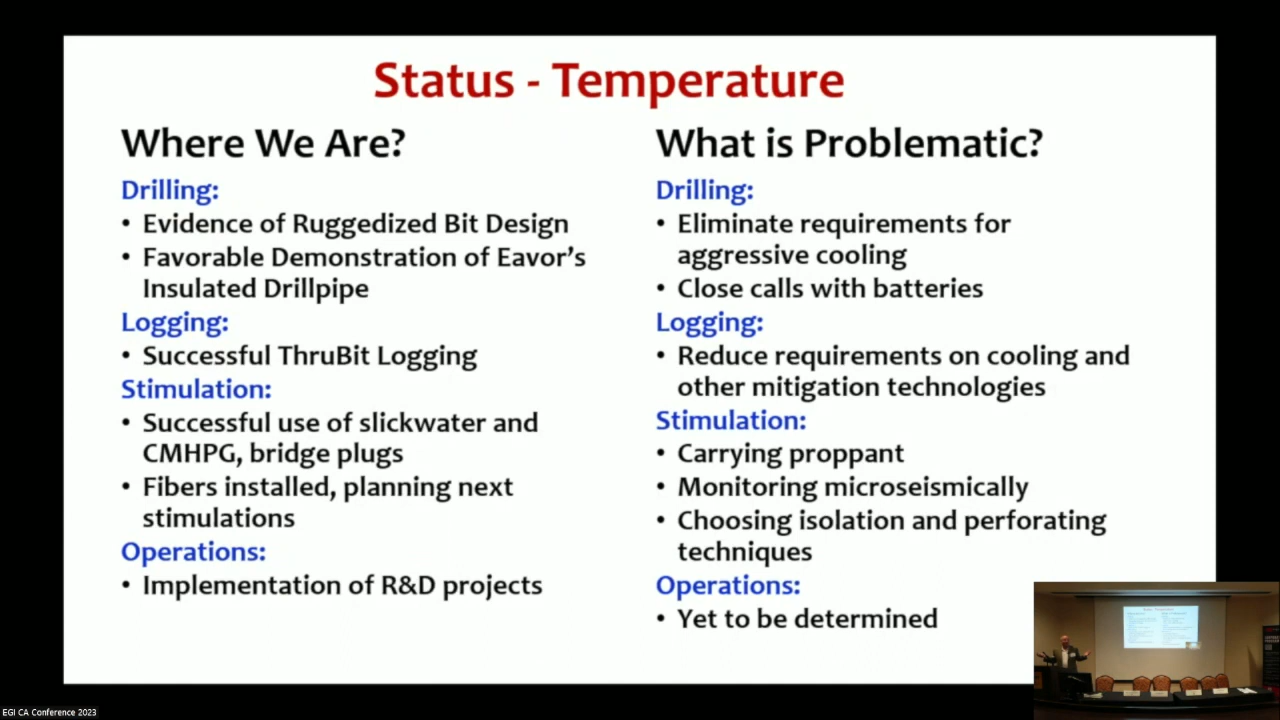 Status - Temperature
Where We Are?
Drilling:
• Evidence of Ruggedized Bit Design
• Favorable Demonstration of Eavor's
Insulated Drillpipe
Logging:
• Successful ThruBit Logging
Stimulation:
• Successful use of slickwater and
CMHPG, bridge plugs
• Fibers installed, planning next
stimulations
Operations:
• Implementation of R&D projects
What is Problematic?
Drilling:
• Eliminate requirements for
aggressive cooling
• Close calls with batteries
Logging:
• Reduce requirements on cooling and
other mitigation technologies
Stimulation:
• Carrying proppant
• Monitoring microseismically
• Choosing isolation and perforating
techniques
Operations:
• Yet to be determined
EGI CA Conference 2023